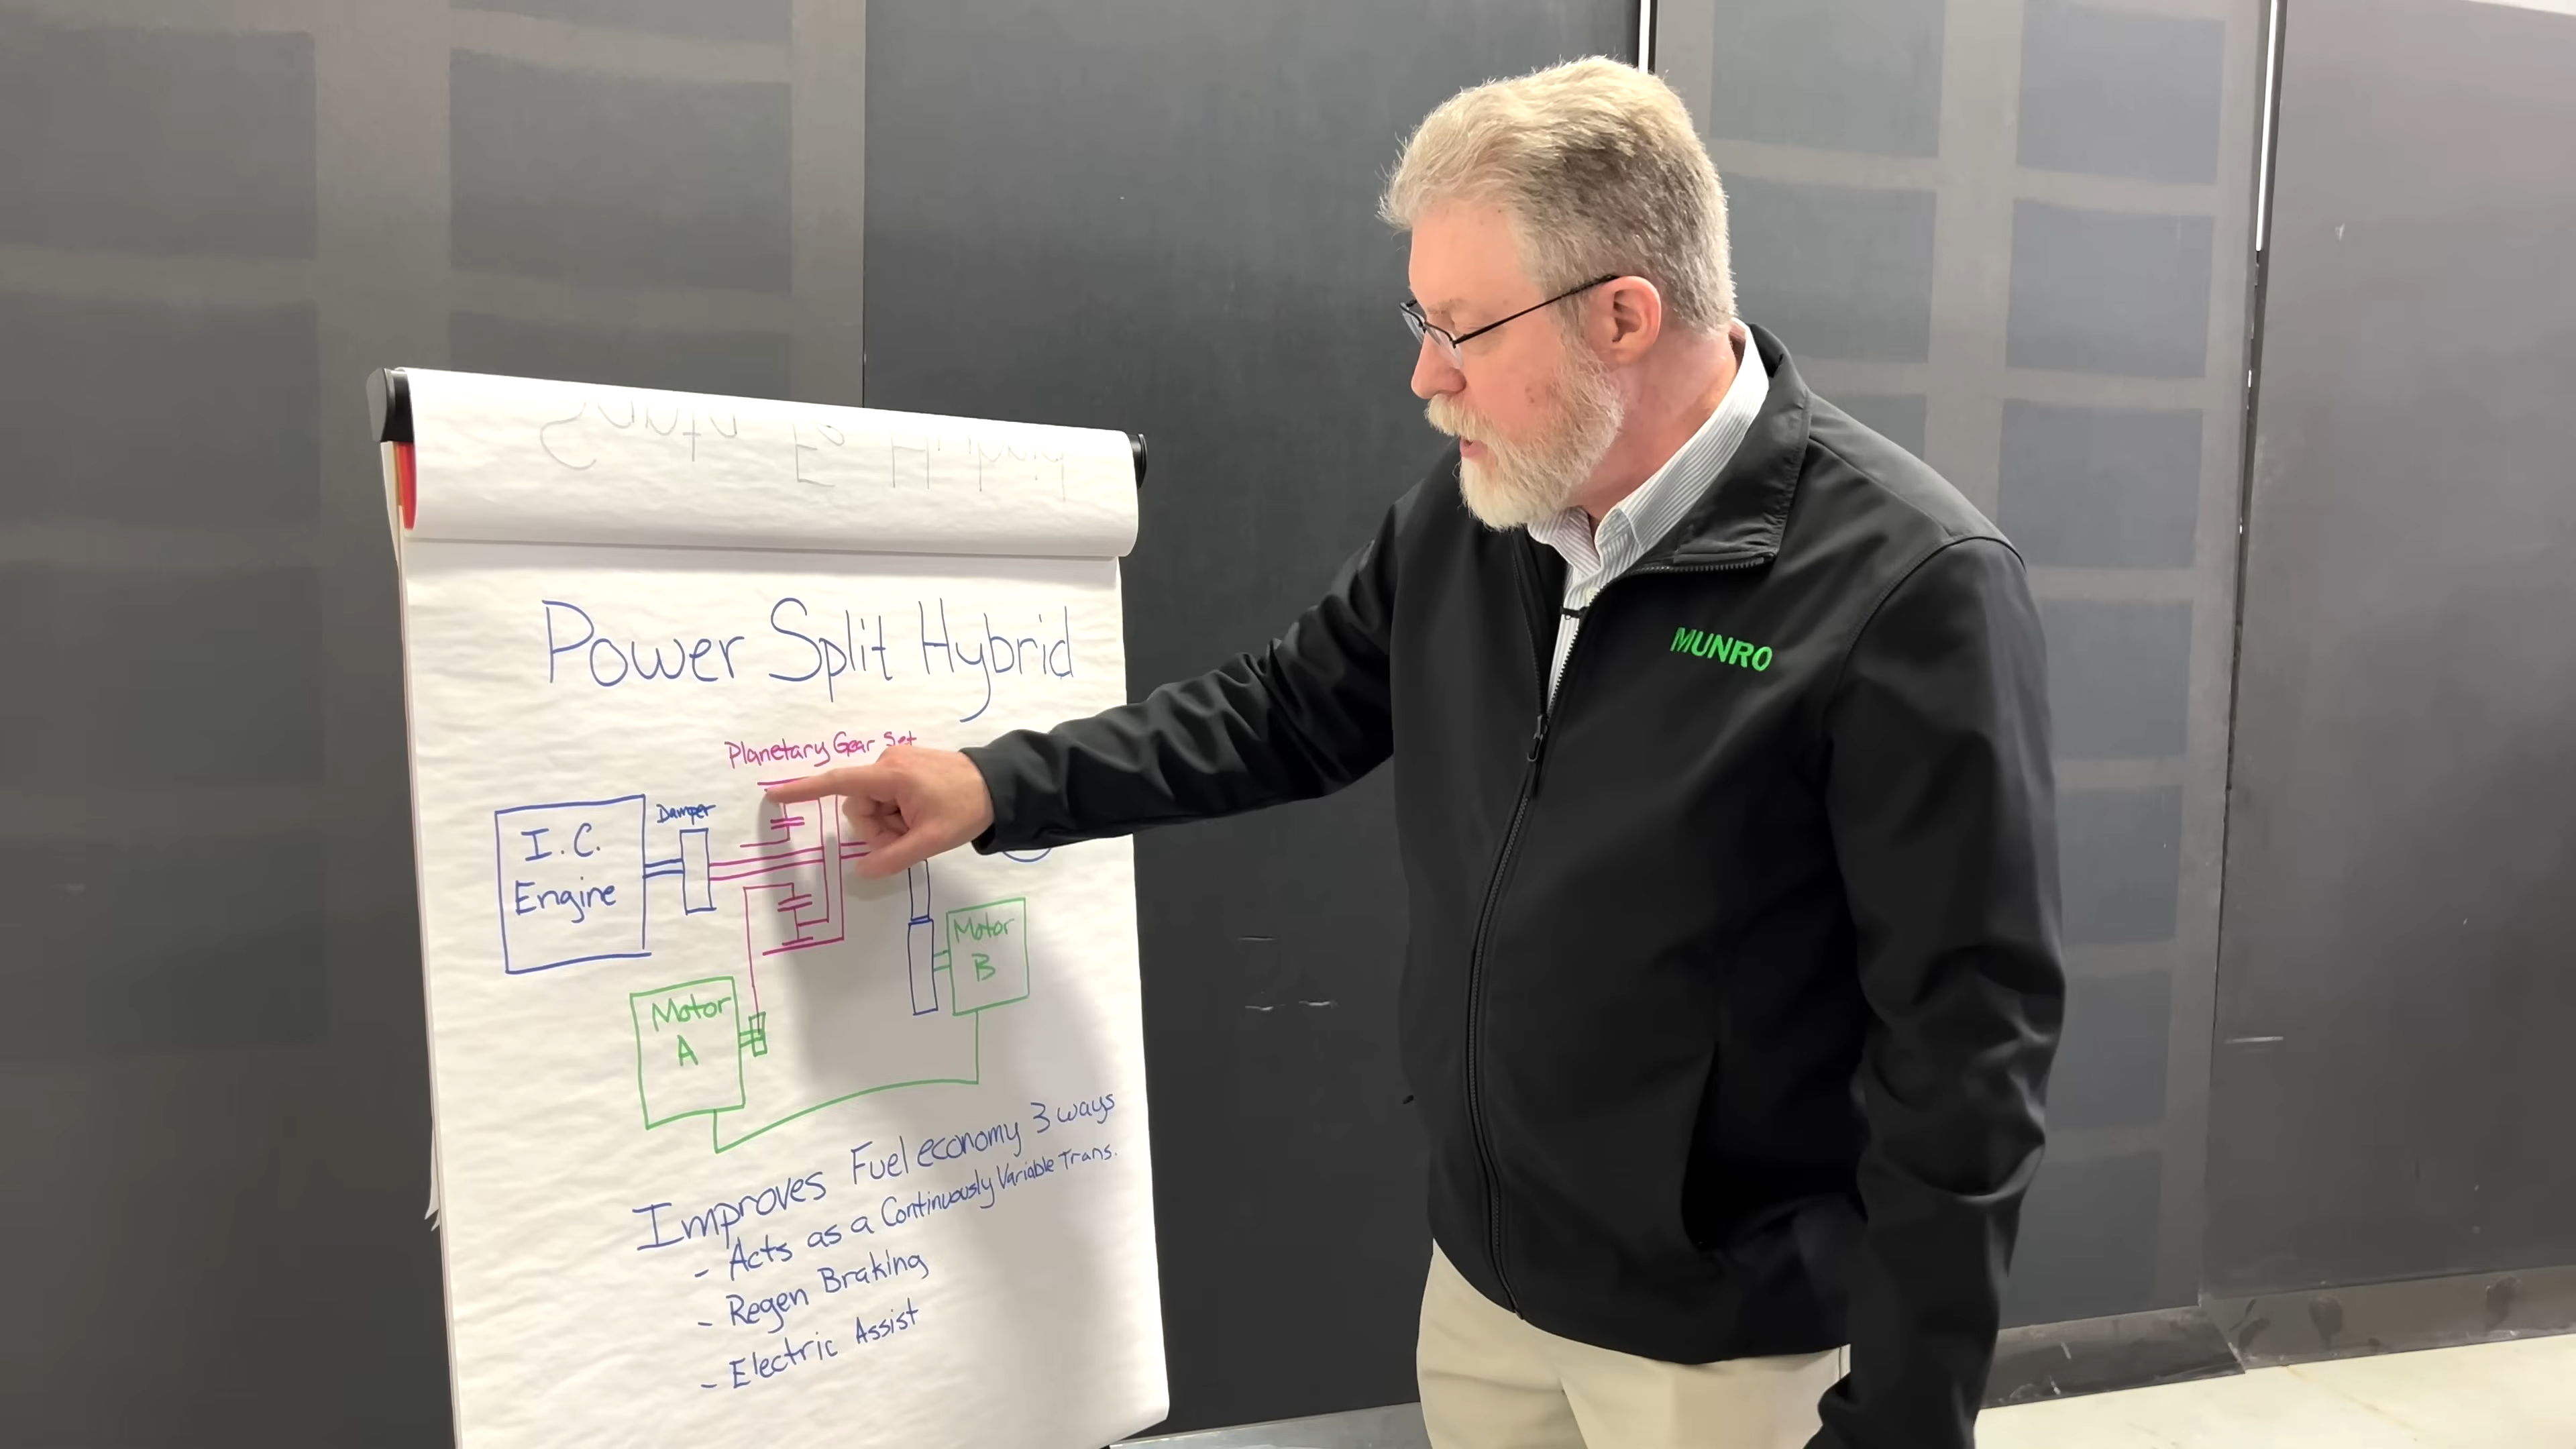 Power Split Hybrid
Planetary Gear Set
Damper
I.C.
Engine
Motor
B
Motor
A
Improves Fuel economy 3 ways
- Acts as a Continuously Variable Trans.
- Regen Braking
- Electric Assist
MUNRO